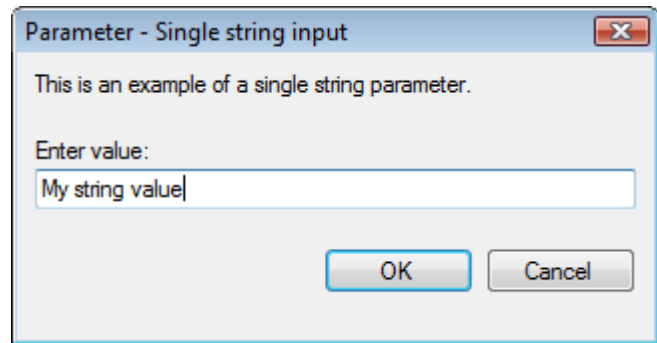 Parameter - Single string input
This is an example of a single string parameter.
Enter value:
My string value
OK Cancel